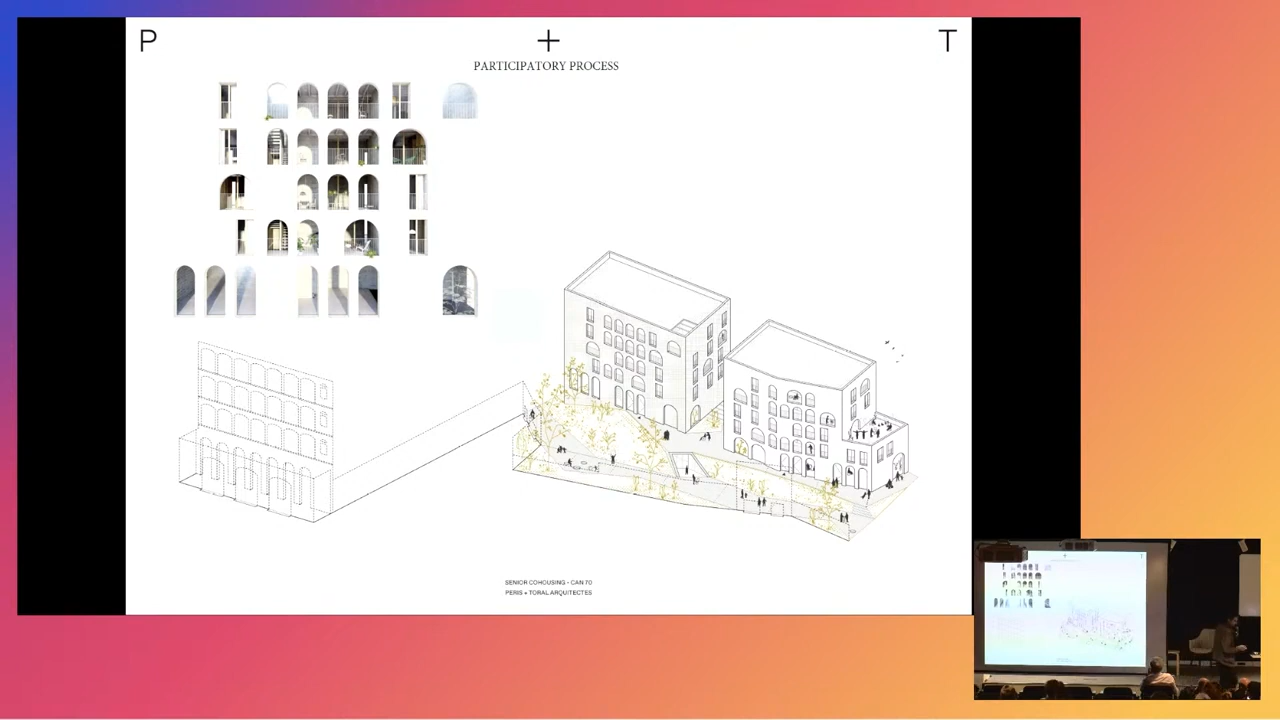 P + T
PARTICIPATORY PROCESS
SENIOR COHOUSING - CAN 70
PERIS + TORAL ARQUITECTES